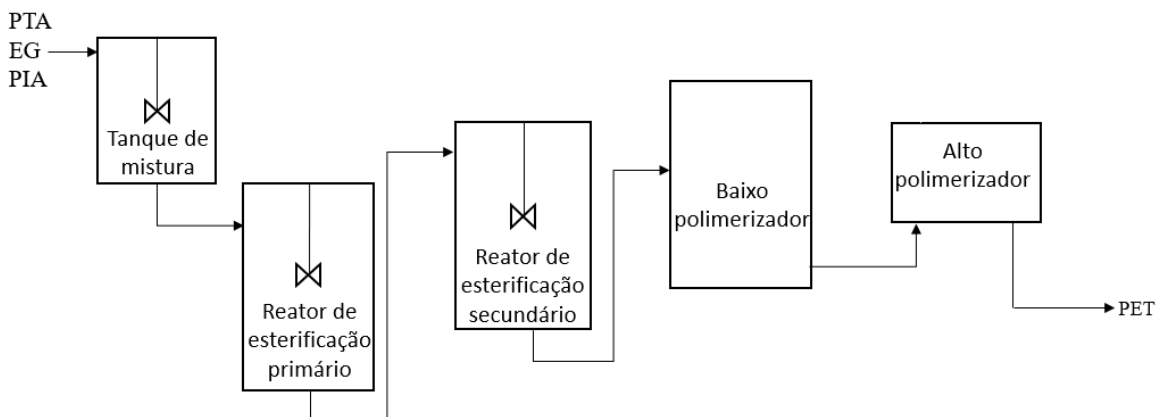 PTA
EG
PIA
Tanque de
mistura
Reator de
esterificação
primário
Reator de
esterificação
secundário
Baixo
polimerizador
Alto
polimerizador
PET